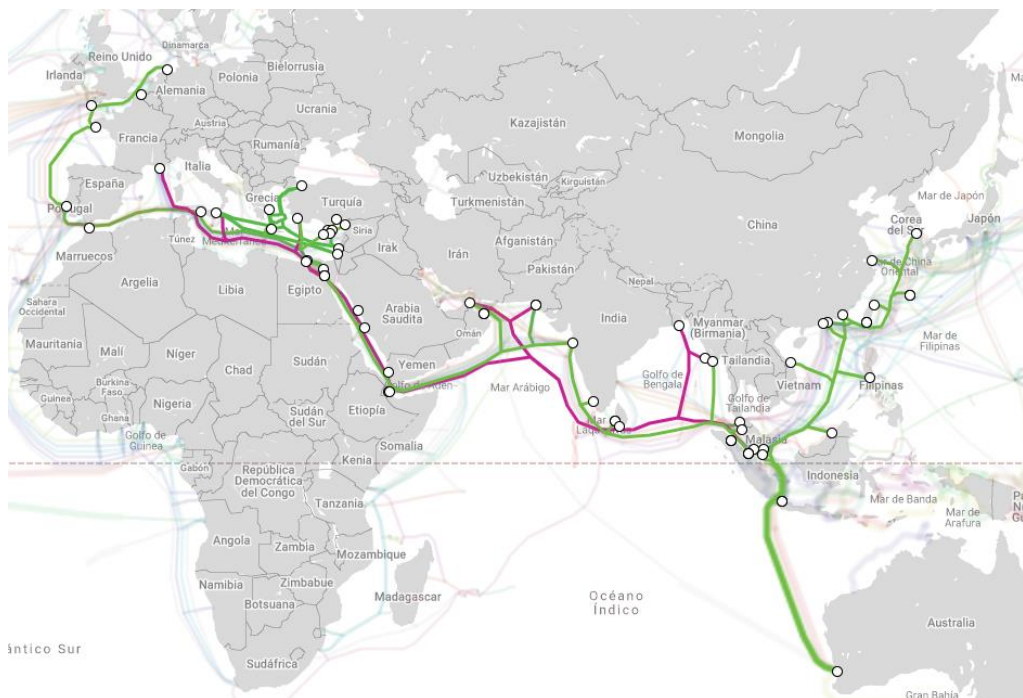 Dinamarca
Reino Unido
Bielorrusia
Irlanda
Polonia
Alemania
Ucrania
Kazajistán
Austria
Mongolia
Francia
Rumanía
Italia
Uzbekistán
Kirguistán
Mar de Japón
España
Grecia
Turquía
Turkmenistán
Corea
del Sur
Japón
Portugal
China
Siria
Túnez
Afganistán
Irak
Irán
Mar de China
Oriental
Marruecos
Pakistán
Argelia
Libia
Egipto
Nepal
Sahara
Occidental
Arabia
Saudita
India
Myanmar
(Birmania)
Omán
Mar de
Filipinas
Mauritania
Malí
Níger
Sudán
Tailandia
Yemen
Chad
Golfo de
Bengala
Vietnam
Filipinas
Burkina
Faso
Mar Arábigo
Guinea
Nigeria
Etiopía
Golfo de
Tailandia
Ghana
Sudán
del Sur
Golfo de
Guinea
Somalia
Malasia
Gabón
Kenia
República
Democrática
del Congo
Indonesia
Tanzania
Mar de Banda
Mar de
Arafura
Angola
Zambia
Mozambique
Zimbabue
Namibia
Botsuana
Madagascar
Océano
Índico
Australia
ántico Sur
Sudáfrica
Gran Bahía